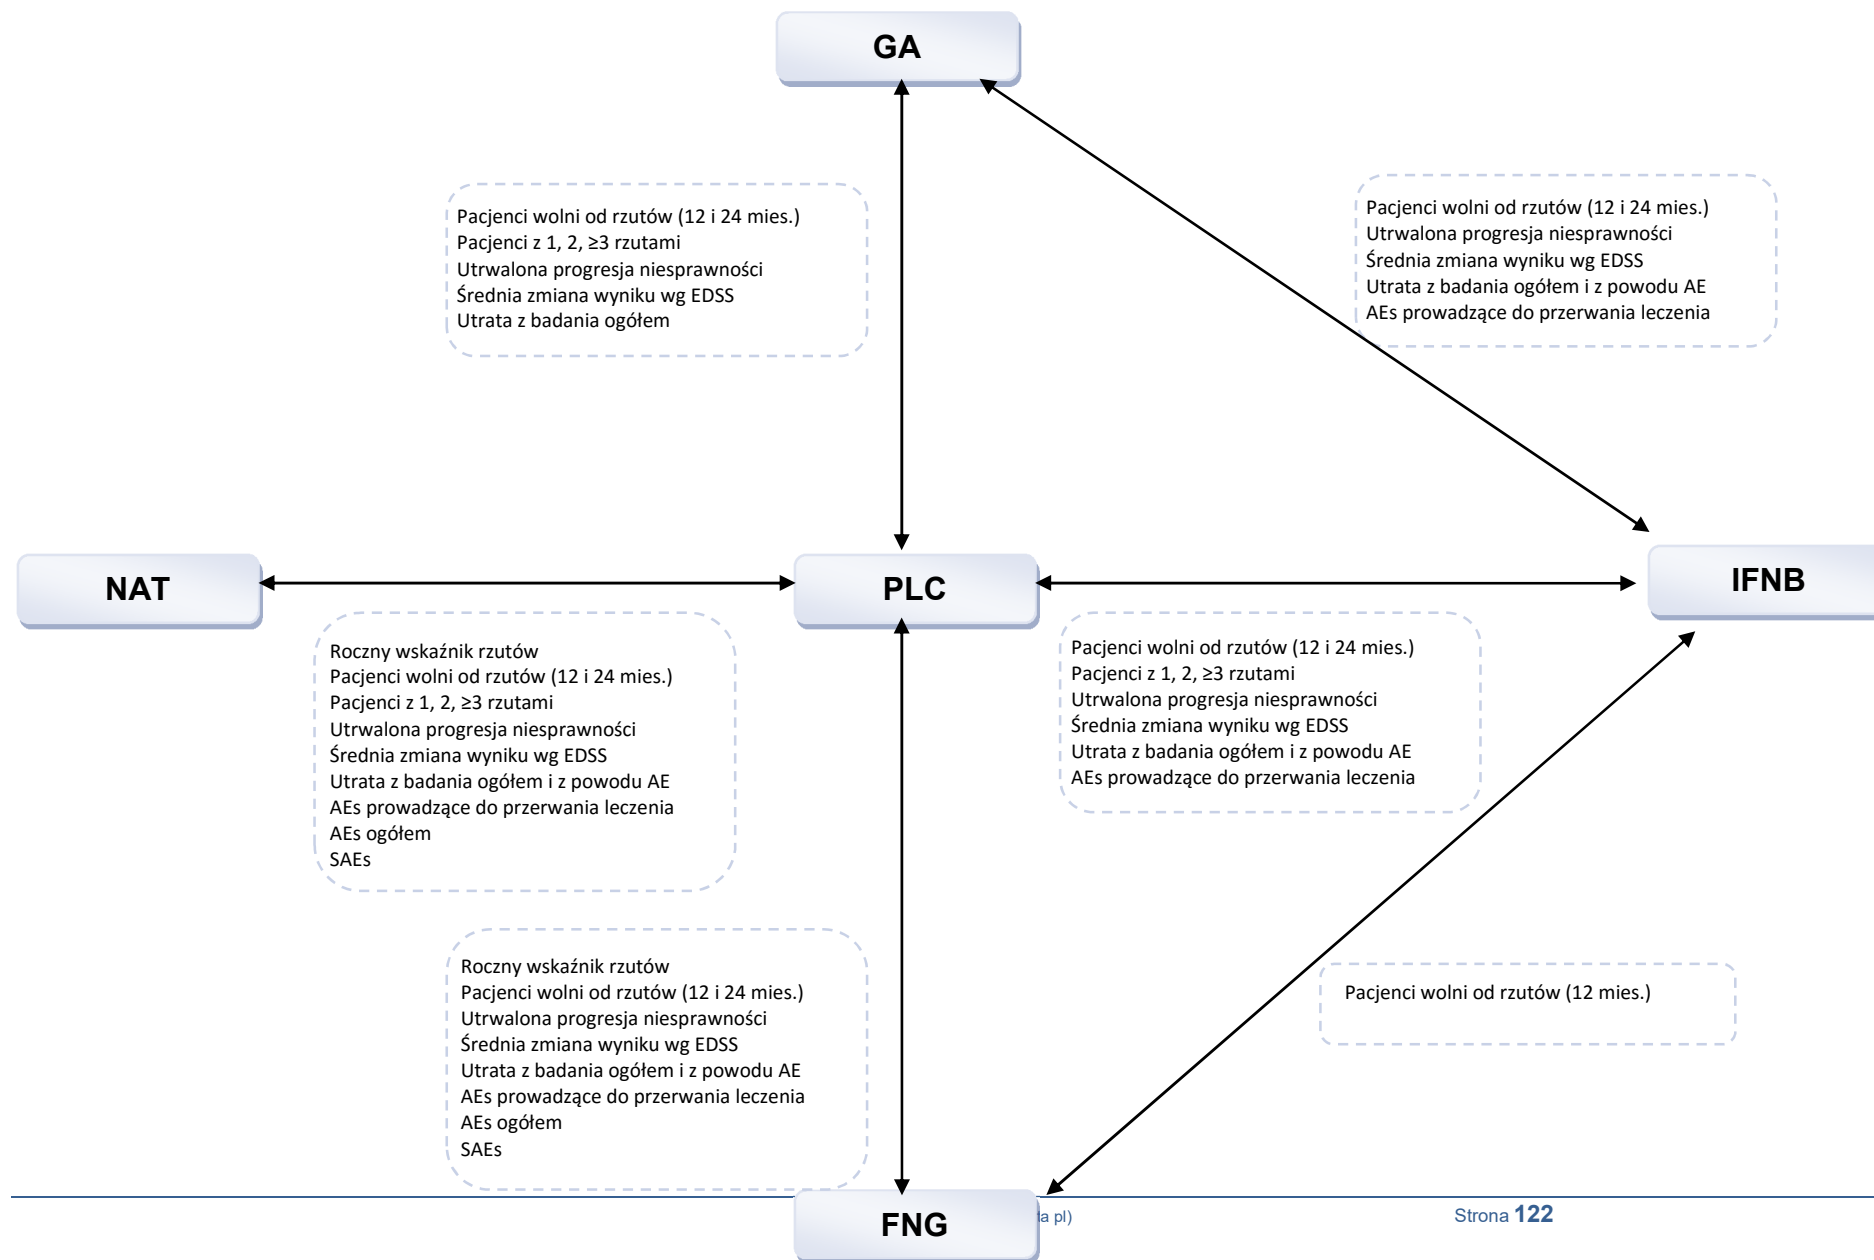 GA
Pacjenci wolni od rzutów (12 i 24 mies.)
Pacjenci z 1, 2, ≥3 rzutami
Utrwalona progresja niesprawności
Średnia zmiana wyniku wg EDSS
Utrata z badania ogółem
Pacjenci wolni od rzutów (12 i 24 mies.)
Utrwalona progresja niesprawności
Średnia zmiana wyniku wg EDSS
Utrata z badania ogółem i z powodu AE
AEs prowadzące do przerwania leczenia
NAT
PLC
IFNB
Roczny wskaźnik rzutów
Pacjenci wolni od rzutów (12 i 24 mies.)
Pacjenci z 1, 2, ≥3 rzutami
Utrwalona progresja niesprawności
Średnia zmiana wyniku wg EDSS
Utrata z badania ogółem i z powodu AE
AEs prowadzące do przerwania leczenia
AEs ogółem
SAEs
Pacjenci wolni od rzutów (12 i 24 mies.)
Pacjenci z 1, 2, ≥3 rzutami
Utrwalona progresja niesprawności
Średnia zmiana wyniku wg EDSS
Utrata z badania ogółem i z powodu AE
AEs prowadzące do przerwania leczenia
Roczny wskaźnik rzutów
Pacjenci wolni od rzutów (12 i 24 mies.)
Utrwalona progresja niesprawności
Średnia zmiana wyniku wg EDSS
Utrata z badania ogółem i z powodu AE
AEs prowadzące do przerwania leczenia
AEs ogółem
SAEs
Pacjenci wolni od rzutów (12 mies.)
FNG
pl)
Strona 122